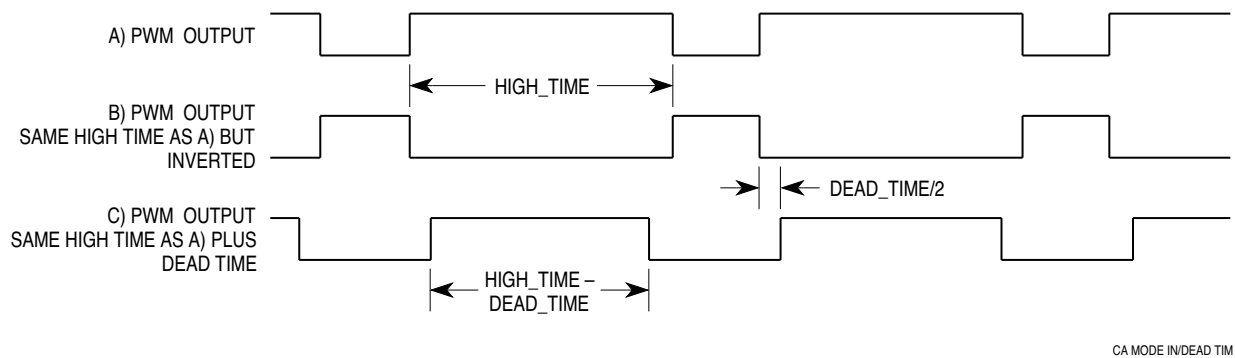 A) PWM OUTPUT
HIGH_TIME
B) PWM OUTPUT
SAME HIGH TIME AS A) BUT
INVERTED
DEAD_TIME/2
C) PWM OUTPUT
SAME HIGH TIME AS A) PLUS
DEAD TIME
HIGH_TIME –
DEAD_TIME
CA MODE IN/DEAD TIM